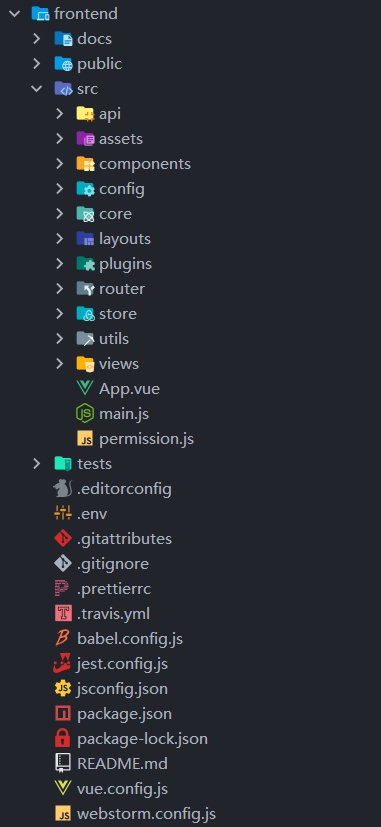 frontend
docs
public
src
api
assets
components
config
core
layouts
plugins
router
store
utils
views
App.vue
main.js
permission.js
tests
.editorconfig
.env
.gitattributes
.gitignore
.prettierrc
.travis.yml
babel.config.js
jest.config.js
jsconfig.json
package.json
package-lock.json
README.md
vue.config.js
webstorm.config.js